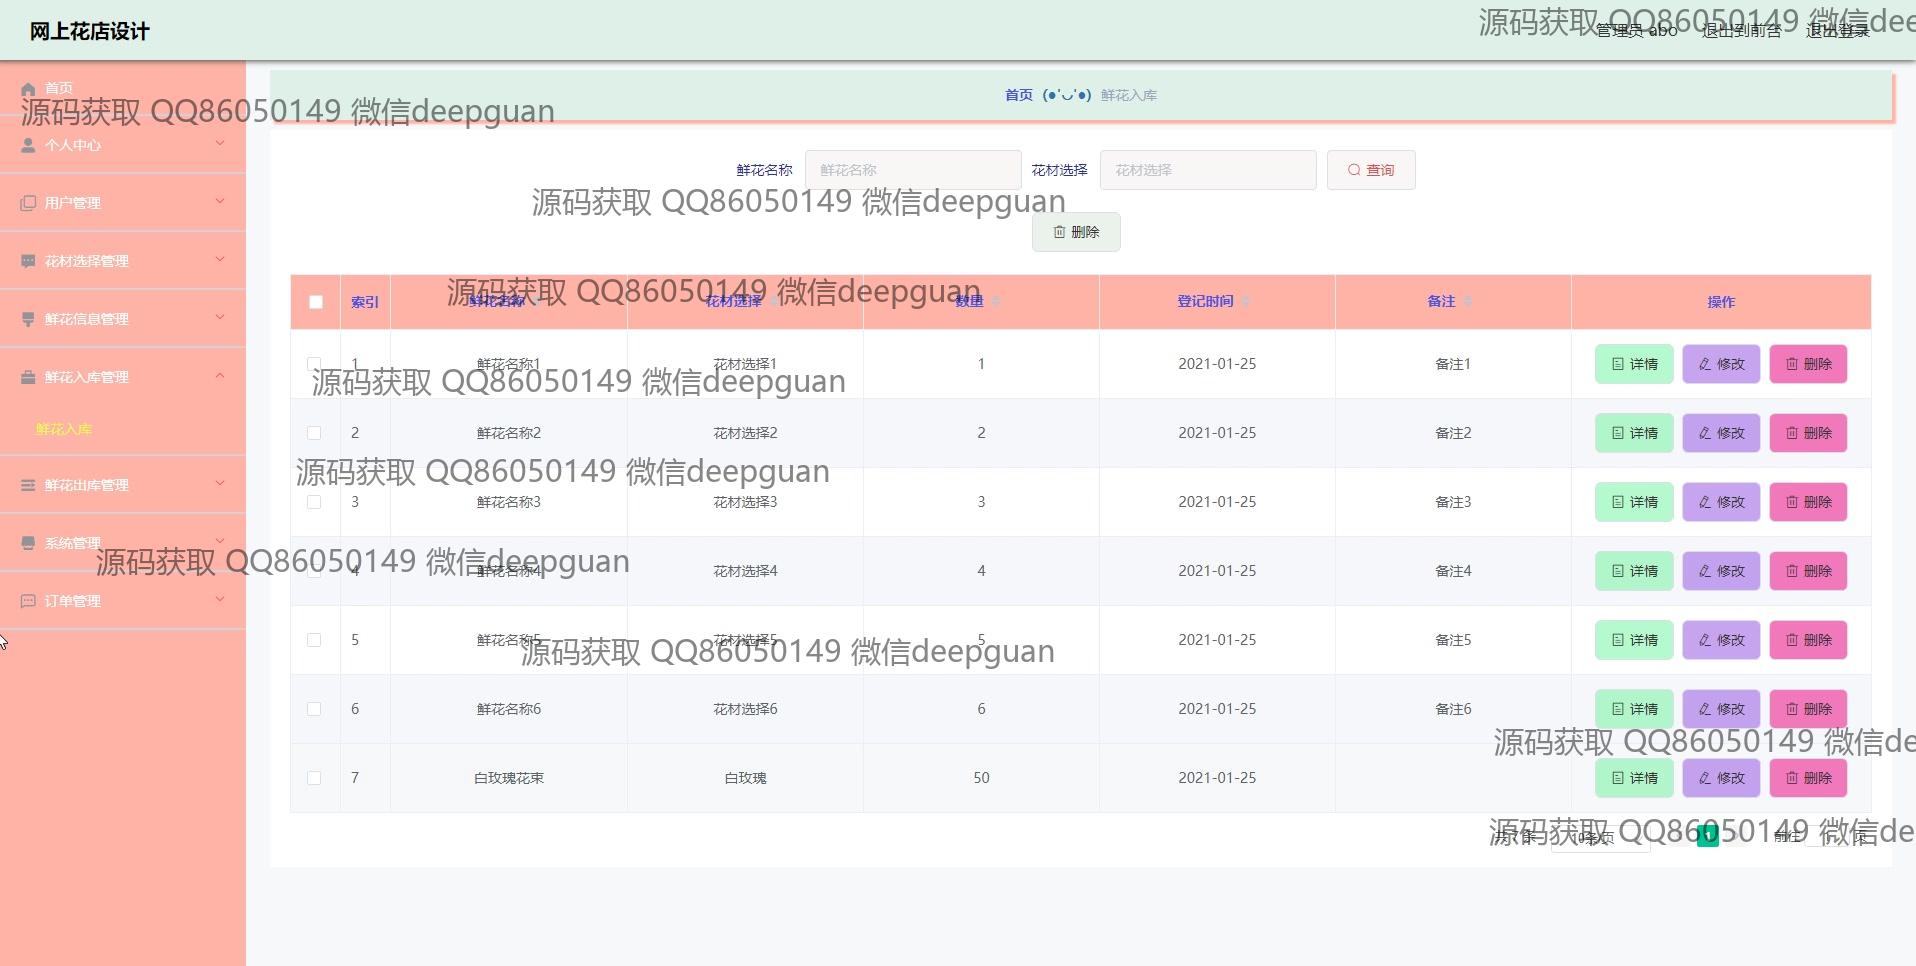 网上花店设计
管理员 abo 退出到前台 退出登录
源码获取 QQ86050149 微信dee
首页
源码获取 QQ86050149 微信deepguan
个人中心
用户管理
花材选择管理
鲜花信息管理
鲜花入库管理
鲜花入库
鲜花出库管理
系统管理
订单管理
首页 (●'◡'●) 鲜花入库
鲜花名称 鲜花名称 花材选择 花材选择 查询
源码获取 QQ86050149 微信deepguan
删除
索引 鲜花名称 花材选择 数量 登记时间 备注 操作
源码获取 QQ86050149 微信deepguan
1 鲜花名称1 花材选择1 1 2021-01-25 备注1 详情 修改 删除
源码获取 QQ86050149 微信deepguan
2 鲜花名称2 花材选择2 2 2021-01-25 备注2 详情 修改 删除
源码获取 QQ86050149 微信deepguan
3 鲜花名称3 花材选择3 3 2021-01-25 备注3 详情 修改 删除
源码获取 QQ86050149 微信deepguan
4 鲜花名称4 花材选择4 4 2021-01-25 备注4 详情 修改 删除
5 鲜花名称5 花材选择5 5 2021-01-25 备注5 详情 修改 删除
源码获取 QQ86050149 微信deepguan
6 鲜花名称6 花材选择6 6 2021-01-25 备注6 详情 修改 删除
源码获取 QQ86050149 微信de
7 白玫瑰花束 白玫瑰 50 2021-01-25 详情 修改 删除
源码获取 QQ86050149 微信de
共 7 条 10条/页 1 前往 1 页